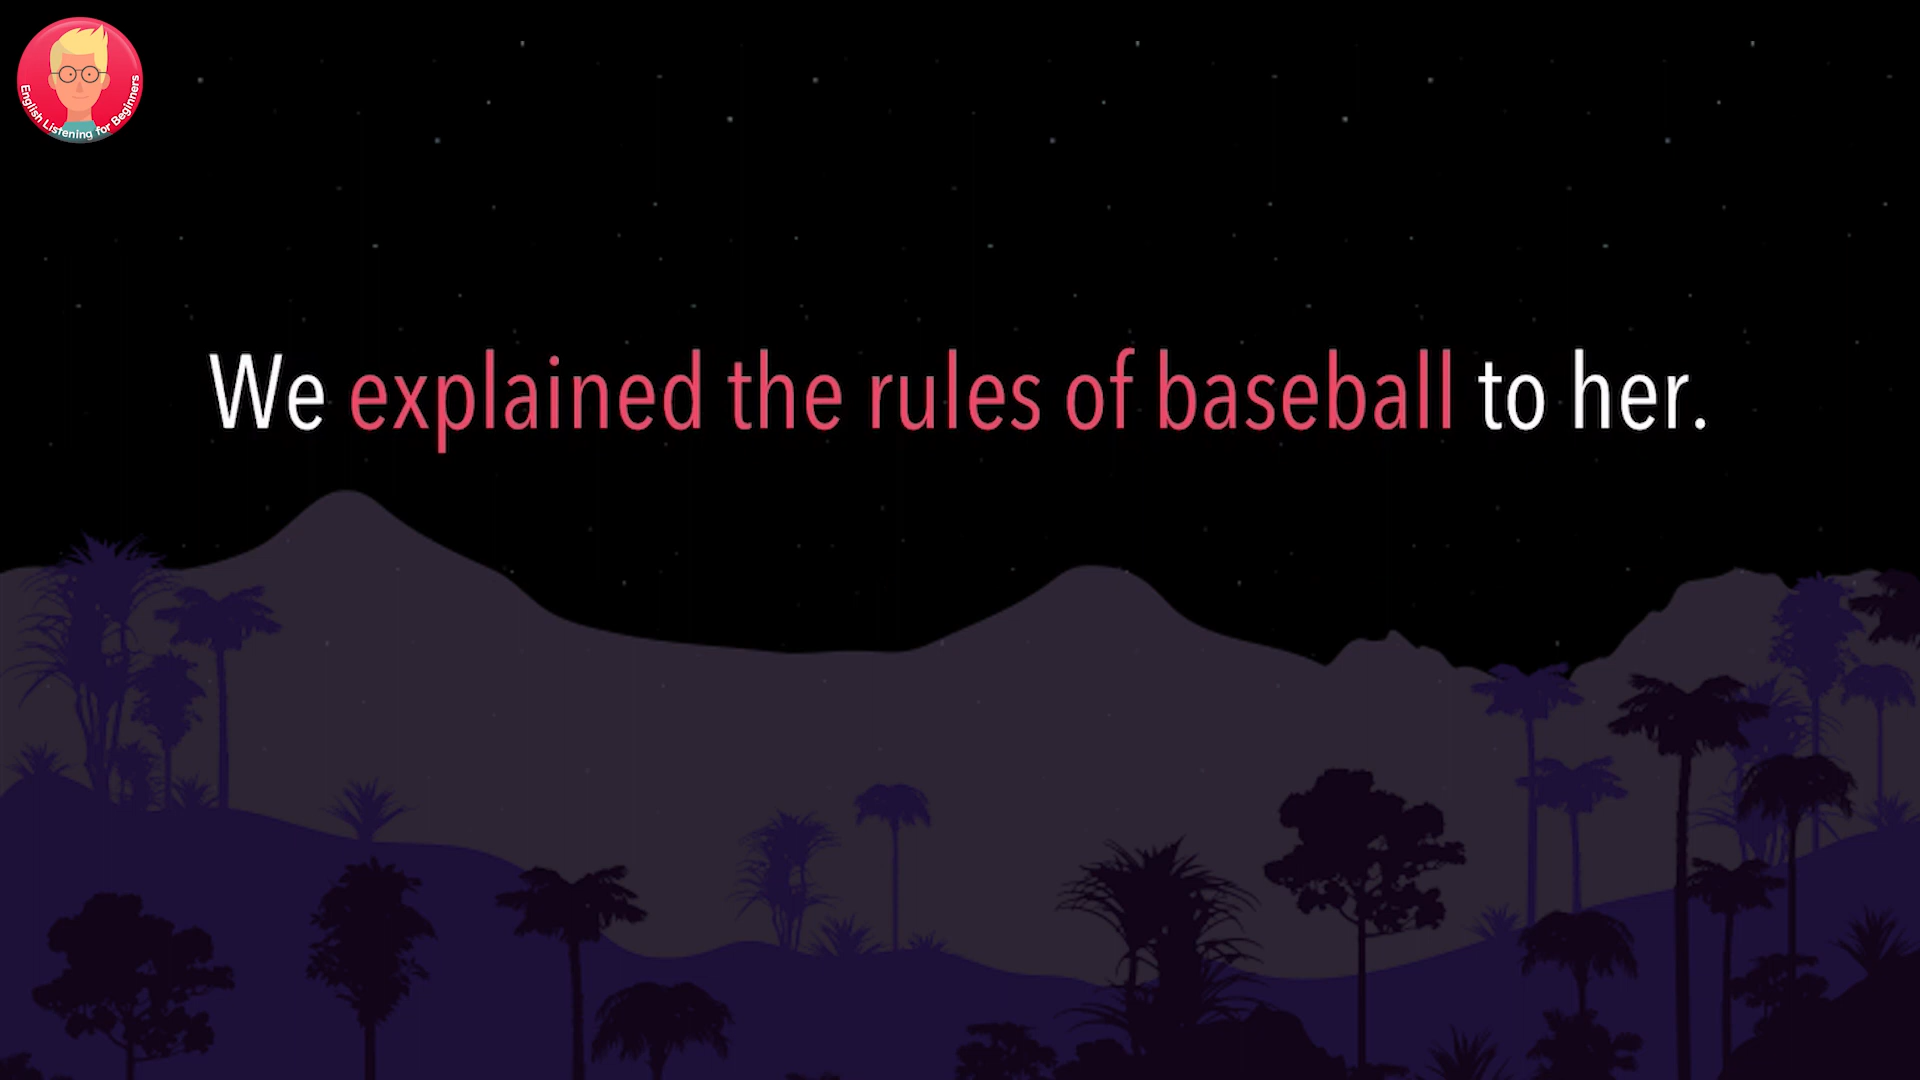 English Listening for Beginners
We explained the rules of baseball to her.